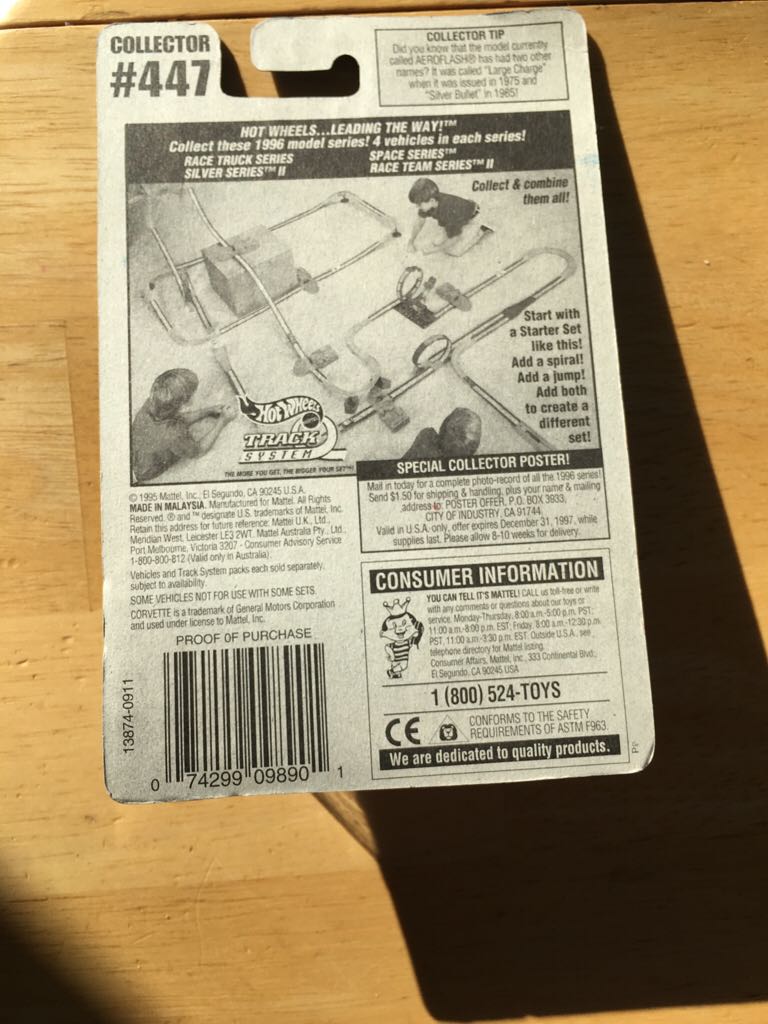 COLLECTOR
#447
COLLECTOR TIP
Did you know that the model currently
called AEROFLASH® has had two other
names? It was called "Large Charge"
when it was issued in 1975 and
"Silver Bullet" in 1985!
HOT WHEELS...LEADING THE WAY!™
Collect these 1996 model series! 4 vehicles in each series!
RACE TRUCK SERIES
SPACE SERIES™
SILVER SERIES™ II
RACE TEAM SERIES™ II
Collect & combine
them all!
Start with
a Starter Set
like this!
Add a spiral!
Add a jump!
Add both
to create a
different
set!
HOT WHEELS
TRACK
SYSTEM
THE MORE YOU GET, THE BIGGER YOUR SET!™
© 1995 Mattel, Inc., El Segundo, CA 90245 U.S.A.
MADE IN MALAYSIA. Manufactured for Mattel. All Rights
Reserved. ® and ™ designate U.S. trademarks of Mattel, Inc.
Retain this address for future reference: Mattel U.K., Ltd.,
Meridian West, Leicester LE3 2WT. Mattel Australia Pty., Ltd.,
Port Melbourne, Victoria 3207 - Consumer Advisory Service
1-800-800-812 (Valid only in Australia).
Vehicles and Track System packs each sold separately,
subject to availability.
SOME VEHICLES NOT FOR USE WITH SOME SETS.
CORVETTE is a trademark of General Motors Corporation
and used under license to Mattel, Inc.
PROOF OF PURCHASE
13874-0911
0 74299 09890 1
SPECIAL COLLECTOR POSTER!
Mail in today for a complete photo-record of all the 1996 series!
Send $1.50 for shipping & handling, plus your name & mailing
address to: POSTER OFFER, P.O. BOX 3933,
CITY OF INDUSTRY, CA 91744.
Valid in U.S.A. only, offer expires December 31, 1997, while
supplies last. Please allow 8-10 weeks for delivery.
CONSUMER INFORMATION
YOU CAN TELL IT'S MATTEL! CALL us toll-free or write
with any comments or questions about our toys or
service, Monday-Thursday, 8:00 a.m.-5:00 p.m. PST;
11:00 a.m.-8:00 p.m. EST; Friday, 8:00 a.m.-12:30 p.m.
PST, 11:00 a.m.-3:30 p.m. EST. Outside U.S.A., see
telephone directory for Mattel listing.
Consumer Affairs, Mattel, Inc., 333 Continental Blvd.,
El Segundo, CA 90245 USA
1 (800) 524-TOYS
CE
CONFORMS TO THE SAFETY
REQUIREMENTS OF ASTM F963.
We are dedicated to quality products.
PP